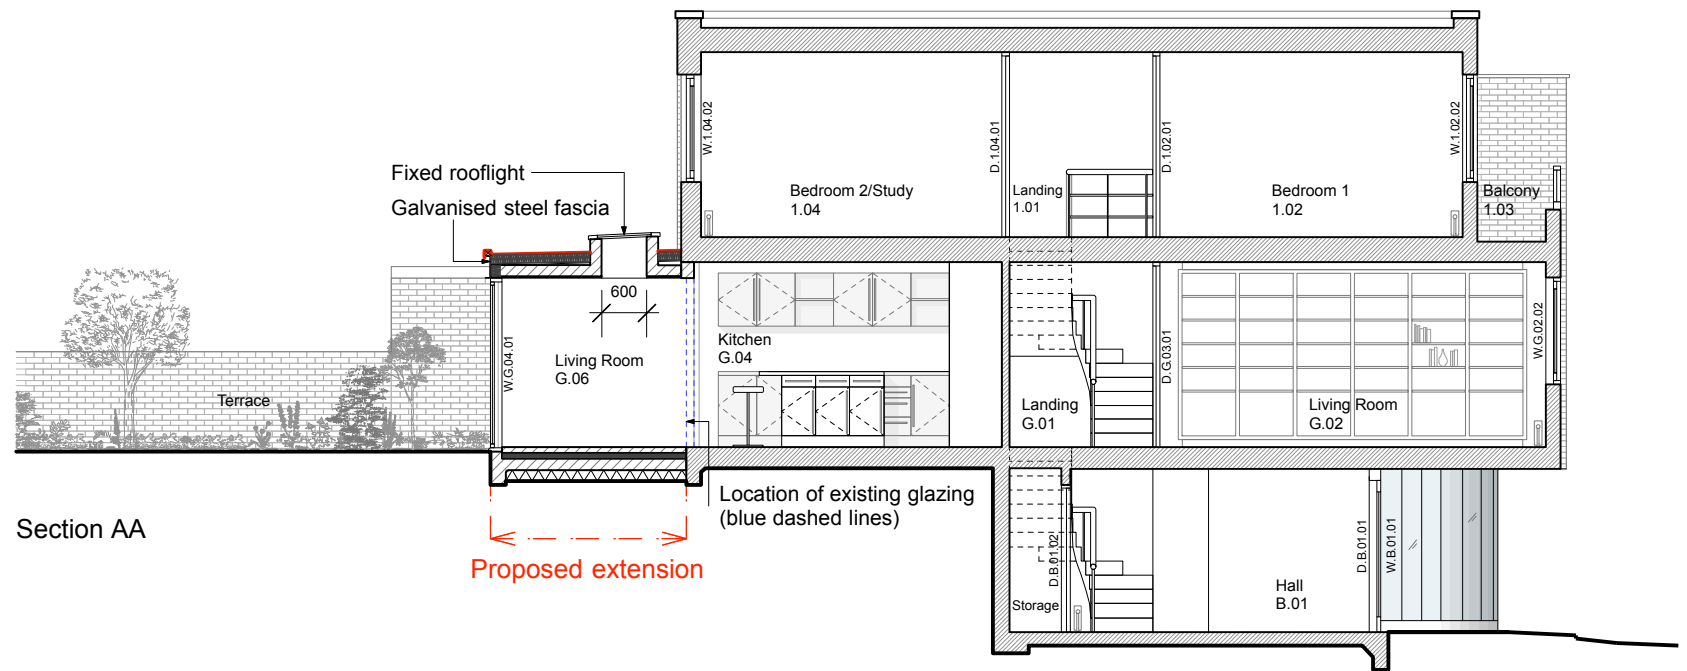 W.1.04.02
D.1.04.01
D.1.02.01
W.1.02.02
Fixed rooflight
Galvanised steel fascia
Bedroom 2/Study
1.04
Landing
1.01
Bedroom 1
1.02
Balcony
1.03
600
W.G.04.01
Living Room
G.06
Kitchen
G.04
D.G.03.01
W.G.02.02
Terrace
Landing
G.01
Living Room
G.02
Location of existing glazing
(blue dashed lines)
Section AA
Proposed extension
D.B.01.02
Storage
Hall
B.01
D.B.01.01
W.B.01.01